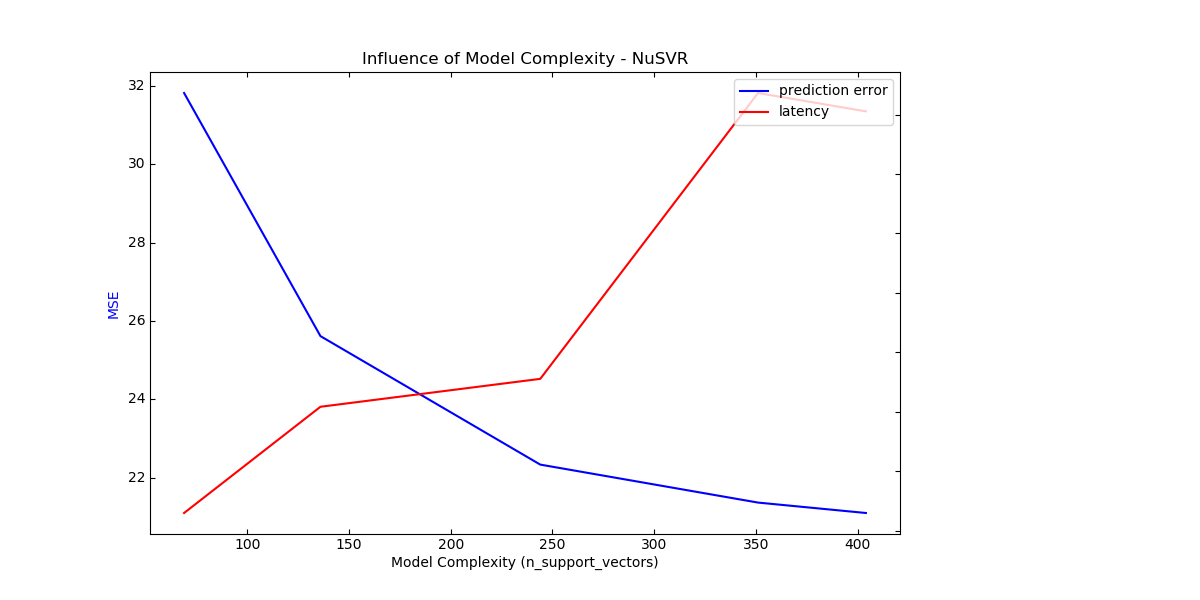 Influence of Model Complexity - NuSVR
prediction error
latency
32
30
28
26
24
22
MSE
100 150 200 250 300 350 400
Model Complexity (n_support_vectors)